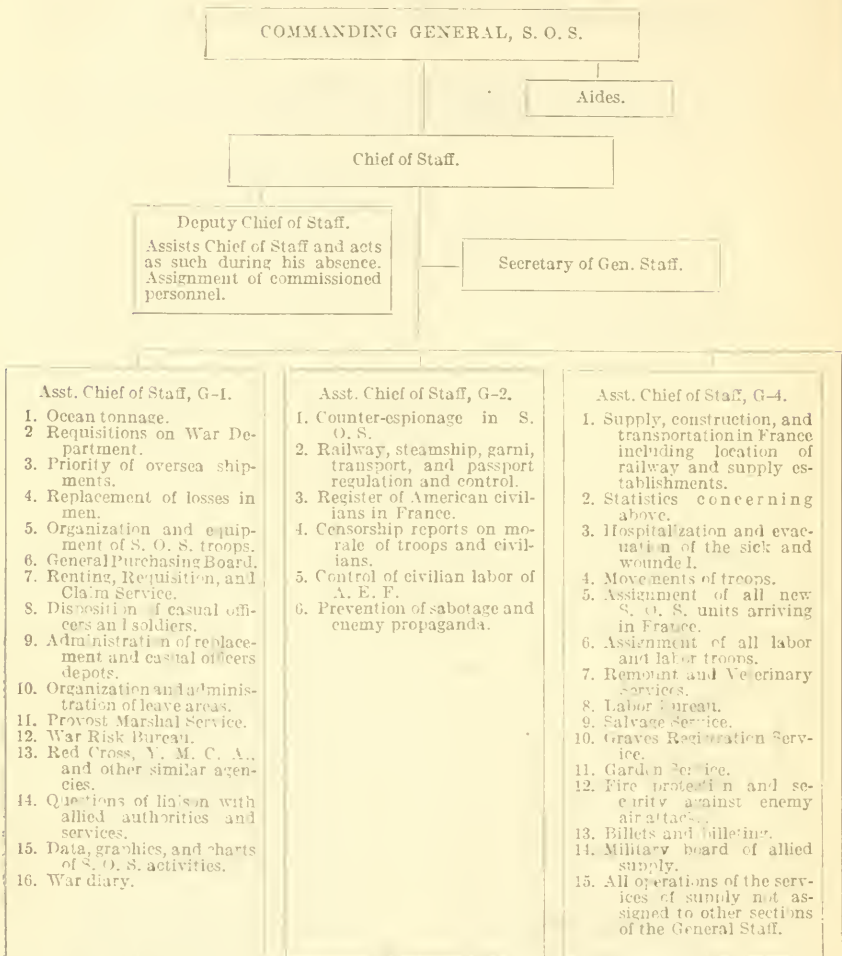 COMMANDING GENERAL, S. O. S.
Aides.
Chief of Staff.
Deputy Chief of Staff.
Assists Chief of Staff and acts
as such during his absence.
Assignment of commissioned
personnel.
Secretary of Gen. Staff.
Asst. Chief of Staff, G-1.
1. Ocean tonnage.
2 Requisitions on War De-
partment.
3. Priority of oversea ship-
ments.
4. Replacement of losses in
men.
5. Organization and equip-
ment of S. O. S. troops.
6. General Purchasing Board.
7. Renting, Requisition, and
Claim Service.
8. Disposition of casual offi-
cers and soldiers.
9. Administration of replace-
ment and casual officers
depots.
10. Organization and adminis-
tration of leave areas.
11. Provost Marshal Service.
12. War Risk Bureau.
13. Red Cross, Y. M. C. A.,
and other similar agen-
cies.
14. Questions of liaison with
allied authorities and
services.
15. Data, graphics, and charts
of S. O. S. activities.
16. War diary.
Asst. Chief of Staff, G-2.
1. Counter-espionage in S.
O. S.
2. Railway, steamship, garni,
transport, and passport
regulation and control.
3. Register of American civil-
ians in France.
4. Censorship reports on mo-
rale of troops and civil-
ians.
5. Control of civilian labor of
A. E. F.
6. Prevention of sabotage and
enemy propaganda.
Asst. Chief of Staff, G-4.
1. Supply, construction, and
transportation in France
including location of
railway and supply es-
tablishments.
2. Statistics concerning
above.
3. Hospitalization and evac-
uation of the sick and
wounded.
4. Movements of troops.
5. Assignment of all new
S. O. S. units arriving
in France.
6. Assignment of all labor
and labor troops.
7. Remount and Veterinary
services.
8. Labor Bureau.
9. Salvage Service.
10. Graves Registration Serv-
ice.
11. Garden Service.
12. Fire protection and se-
curity against enemy
air attack.
13. Billets and billeting.
14. Military board of allied
supply.
15. All operations of the serv-
ices of supply not as-
signed to other sections
of the General Staff.